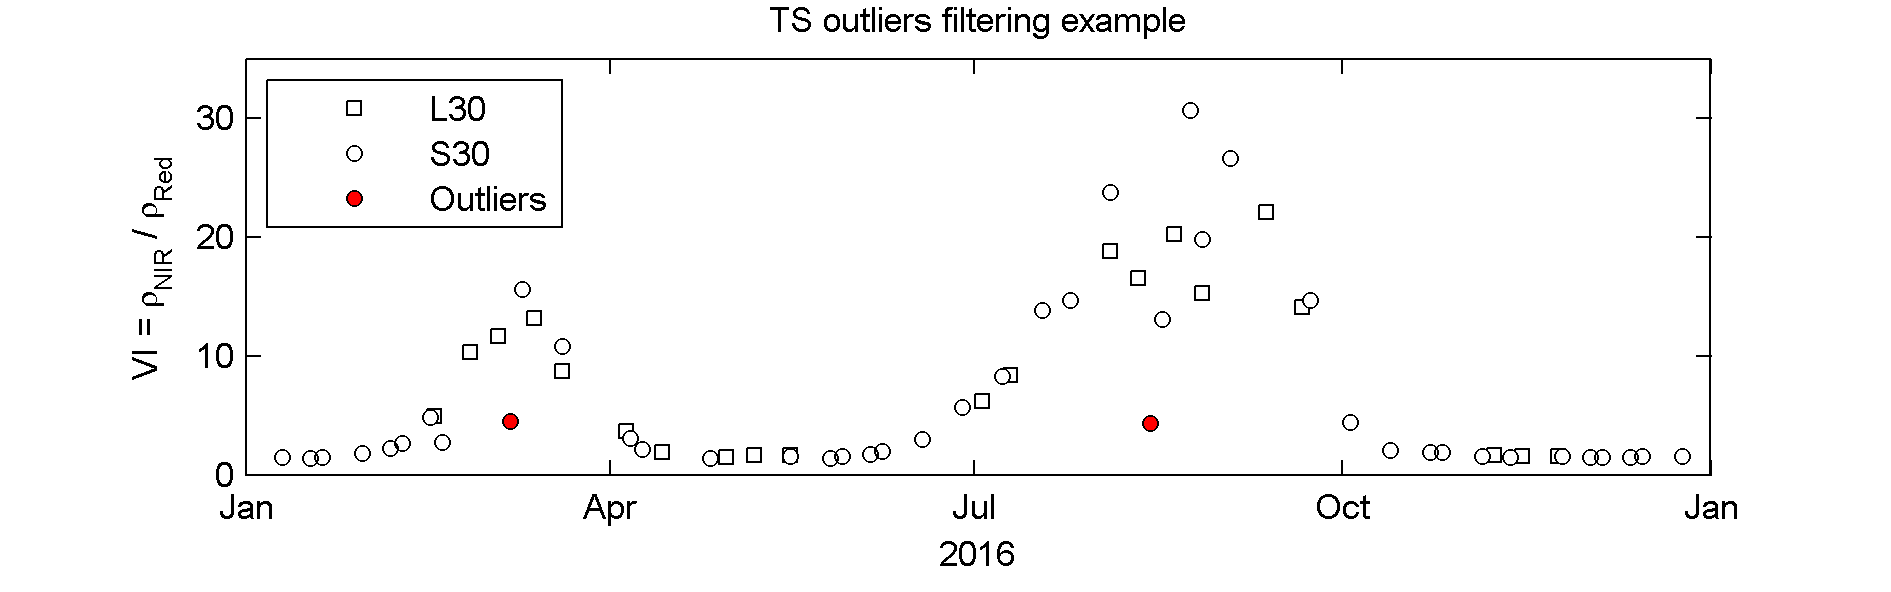 TS outliers filtering example
L30
S30
Outliers
VI = ρNIR / ρRed
30
20
10
0
Jan Apr Jul Oct Jan
2016